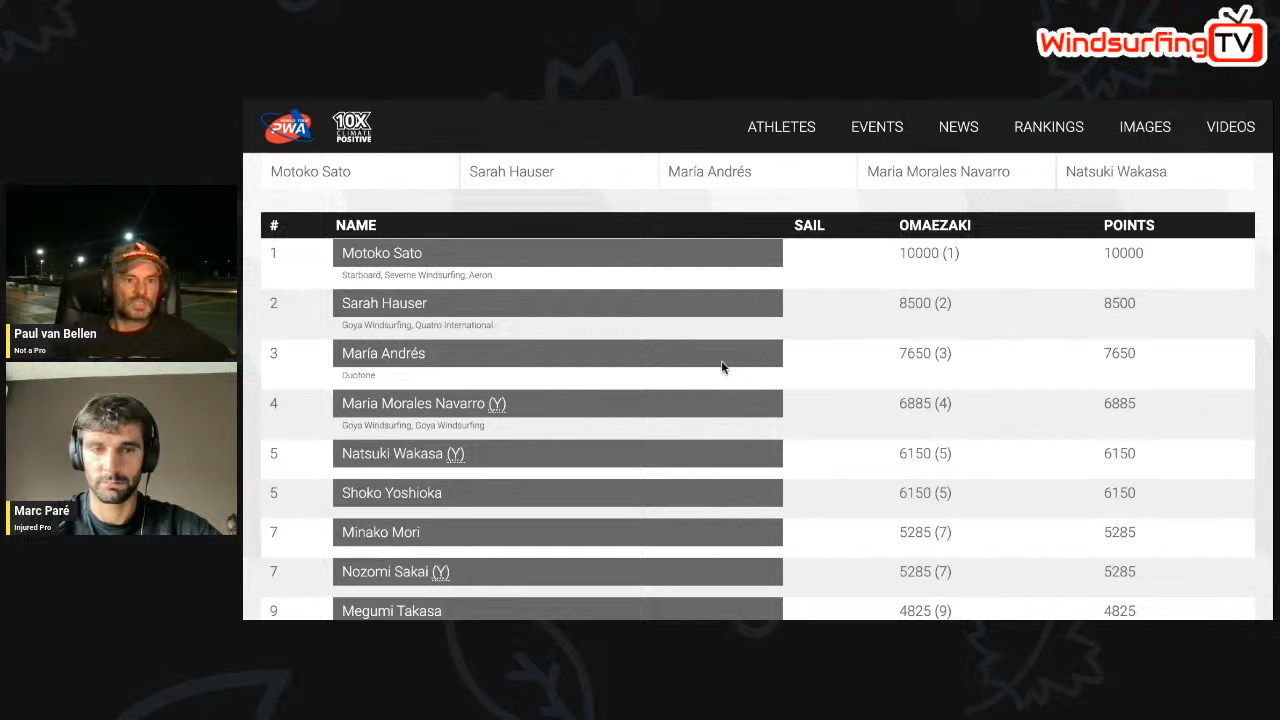 Windsurfing TV
WORLD TOUR
PWA
10X
CLIMATE
POSITIVE
ATHLETES EVENTS NEWS RANKINGS IMAGES VIDEOS
Motoko Sato Sarah Hauser María Andrés Maria Morales Navarro Natsuki Wakasa
# NAME SAIL OMAEZAKI POINTS
1 Motoko Sato 10000 (1) 10000
Starboard, Severne Windsurfing, Aeron
2 Sarah Hauser 8500 (2) 8500
Goya Windsurfing, Quatro International
3 María Andrés 7650 (3) 7650
Duotone
4 Maria Morales Navarro (Y) 6885 (4) 6885
Goya Windsurfing, Goya Windsurfing
5 Natsuki Wakasa (Y) 6150 (5) 6150
5 Shoko Yoshioka 6150 (5) 6150
7 Minako Mori 5285 (7) 5285
7 Nozomi Sakai (Y) 5285 (7) 5285
9 Megumi Takasa 4825 (9) 4825
Paul van Bellen
Not a Pro
Marc Paré
Injured Pro